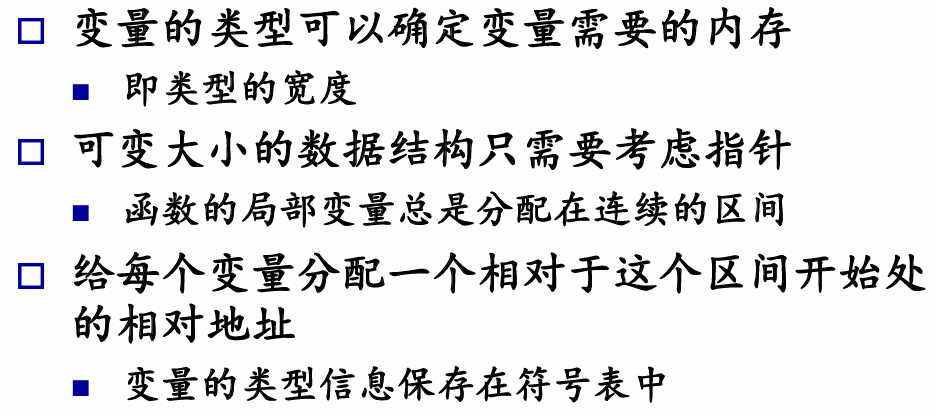 变量的类型可以确定变量需要的内存
即类型的宽度
可变大小的数据结构只需要考虑指针
函数的局部变量总是分配在连续的区间
给每个变量分配一个相对于这个区间开始处
的相对地址
变量的类型信息保存在符号表中